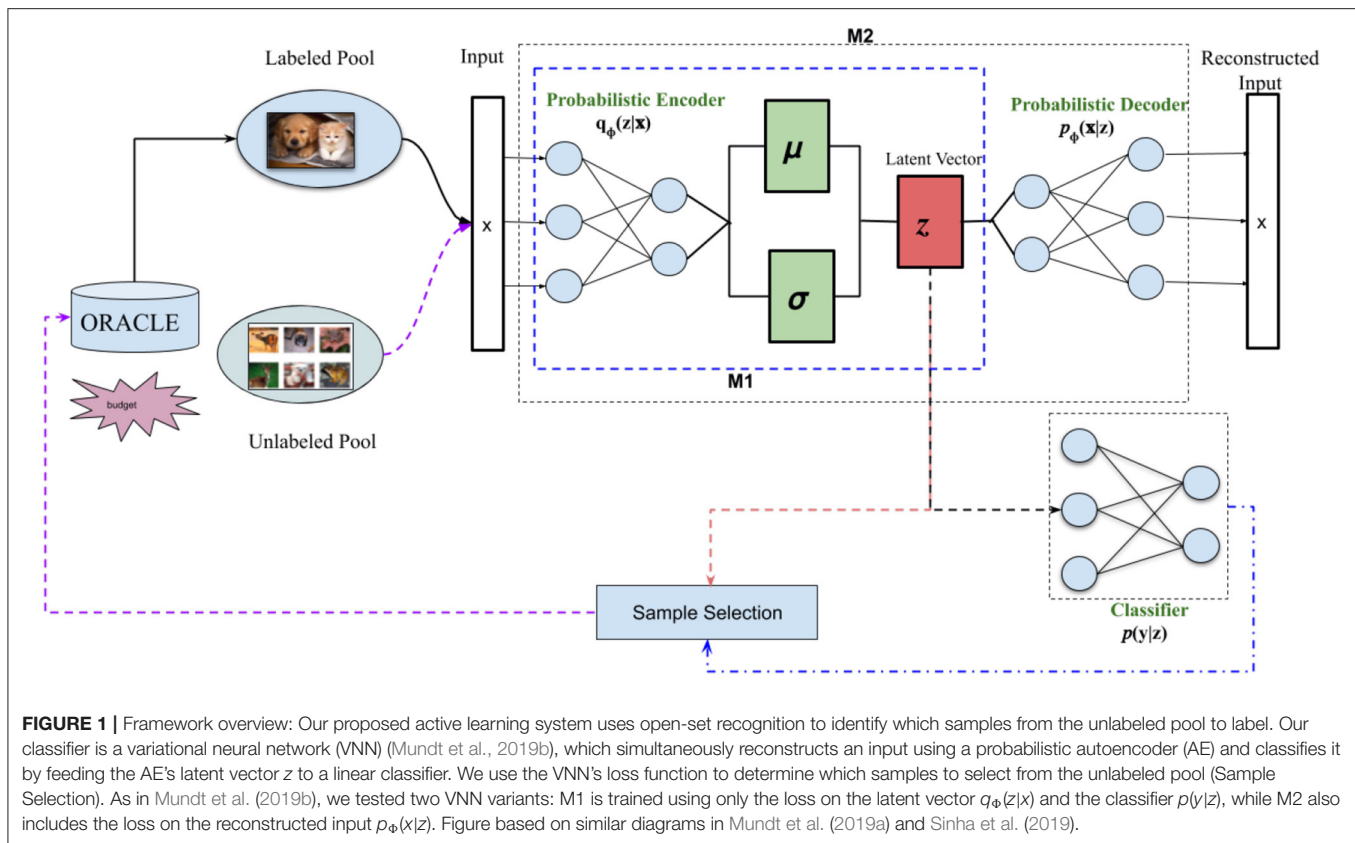 M2
Labeled Pool
Input
Reconstructed
Input
Probabilistic Encoder
qϕ(z|x)
Probabilistic Decoder
pϕ(x|z)
μ
Latent Vector
x
z
x
ORACLE
σ
M1
budget
Unlabeled Pool
Sample Selection
Classifier
p(y|z)
FIGURE 1 | Framework overview: Our proposed active learning system uses open-set recognition to identify which samples from the unlabeled pool to label. Our
classifier is a variational neural network (VNN) (Mundt et al., 2019b), which simultaneously reconstructs an input using a probabilistic autoencoder (AE) and classifies it
by feeding the AE's latent vector z to a linear classifier. We use the VNN's loss function to determine which samples to select from the unlabeled pool (Sample
Selection). As in Mundt et al. (2019b), we tested two VNN variants: M1 is trained using only the loss on the latent vector qΦ(z|x) and the classifier p(y|z), while M2 also
includes the loss on the reconstructed input pΦ(x|z). Figure based on similar diagrams in Mundt et al. (2019a) and Sinha et al. (2019).